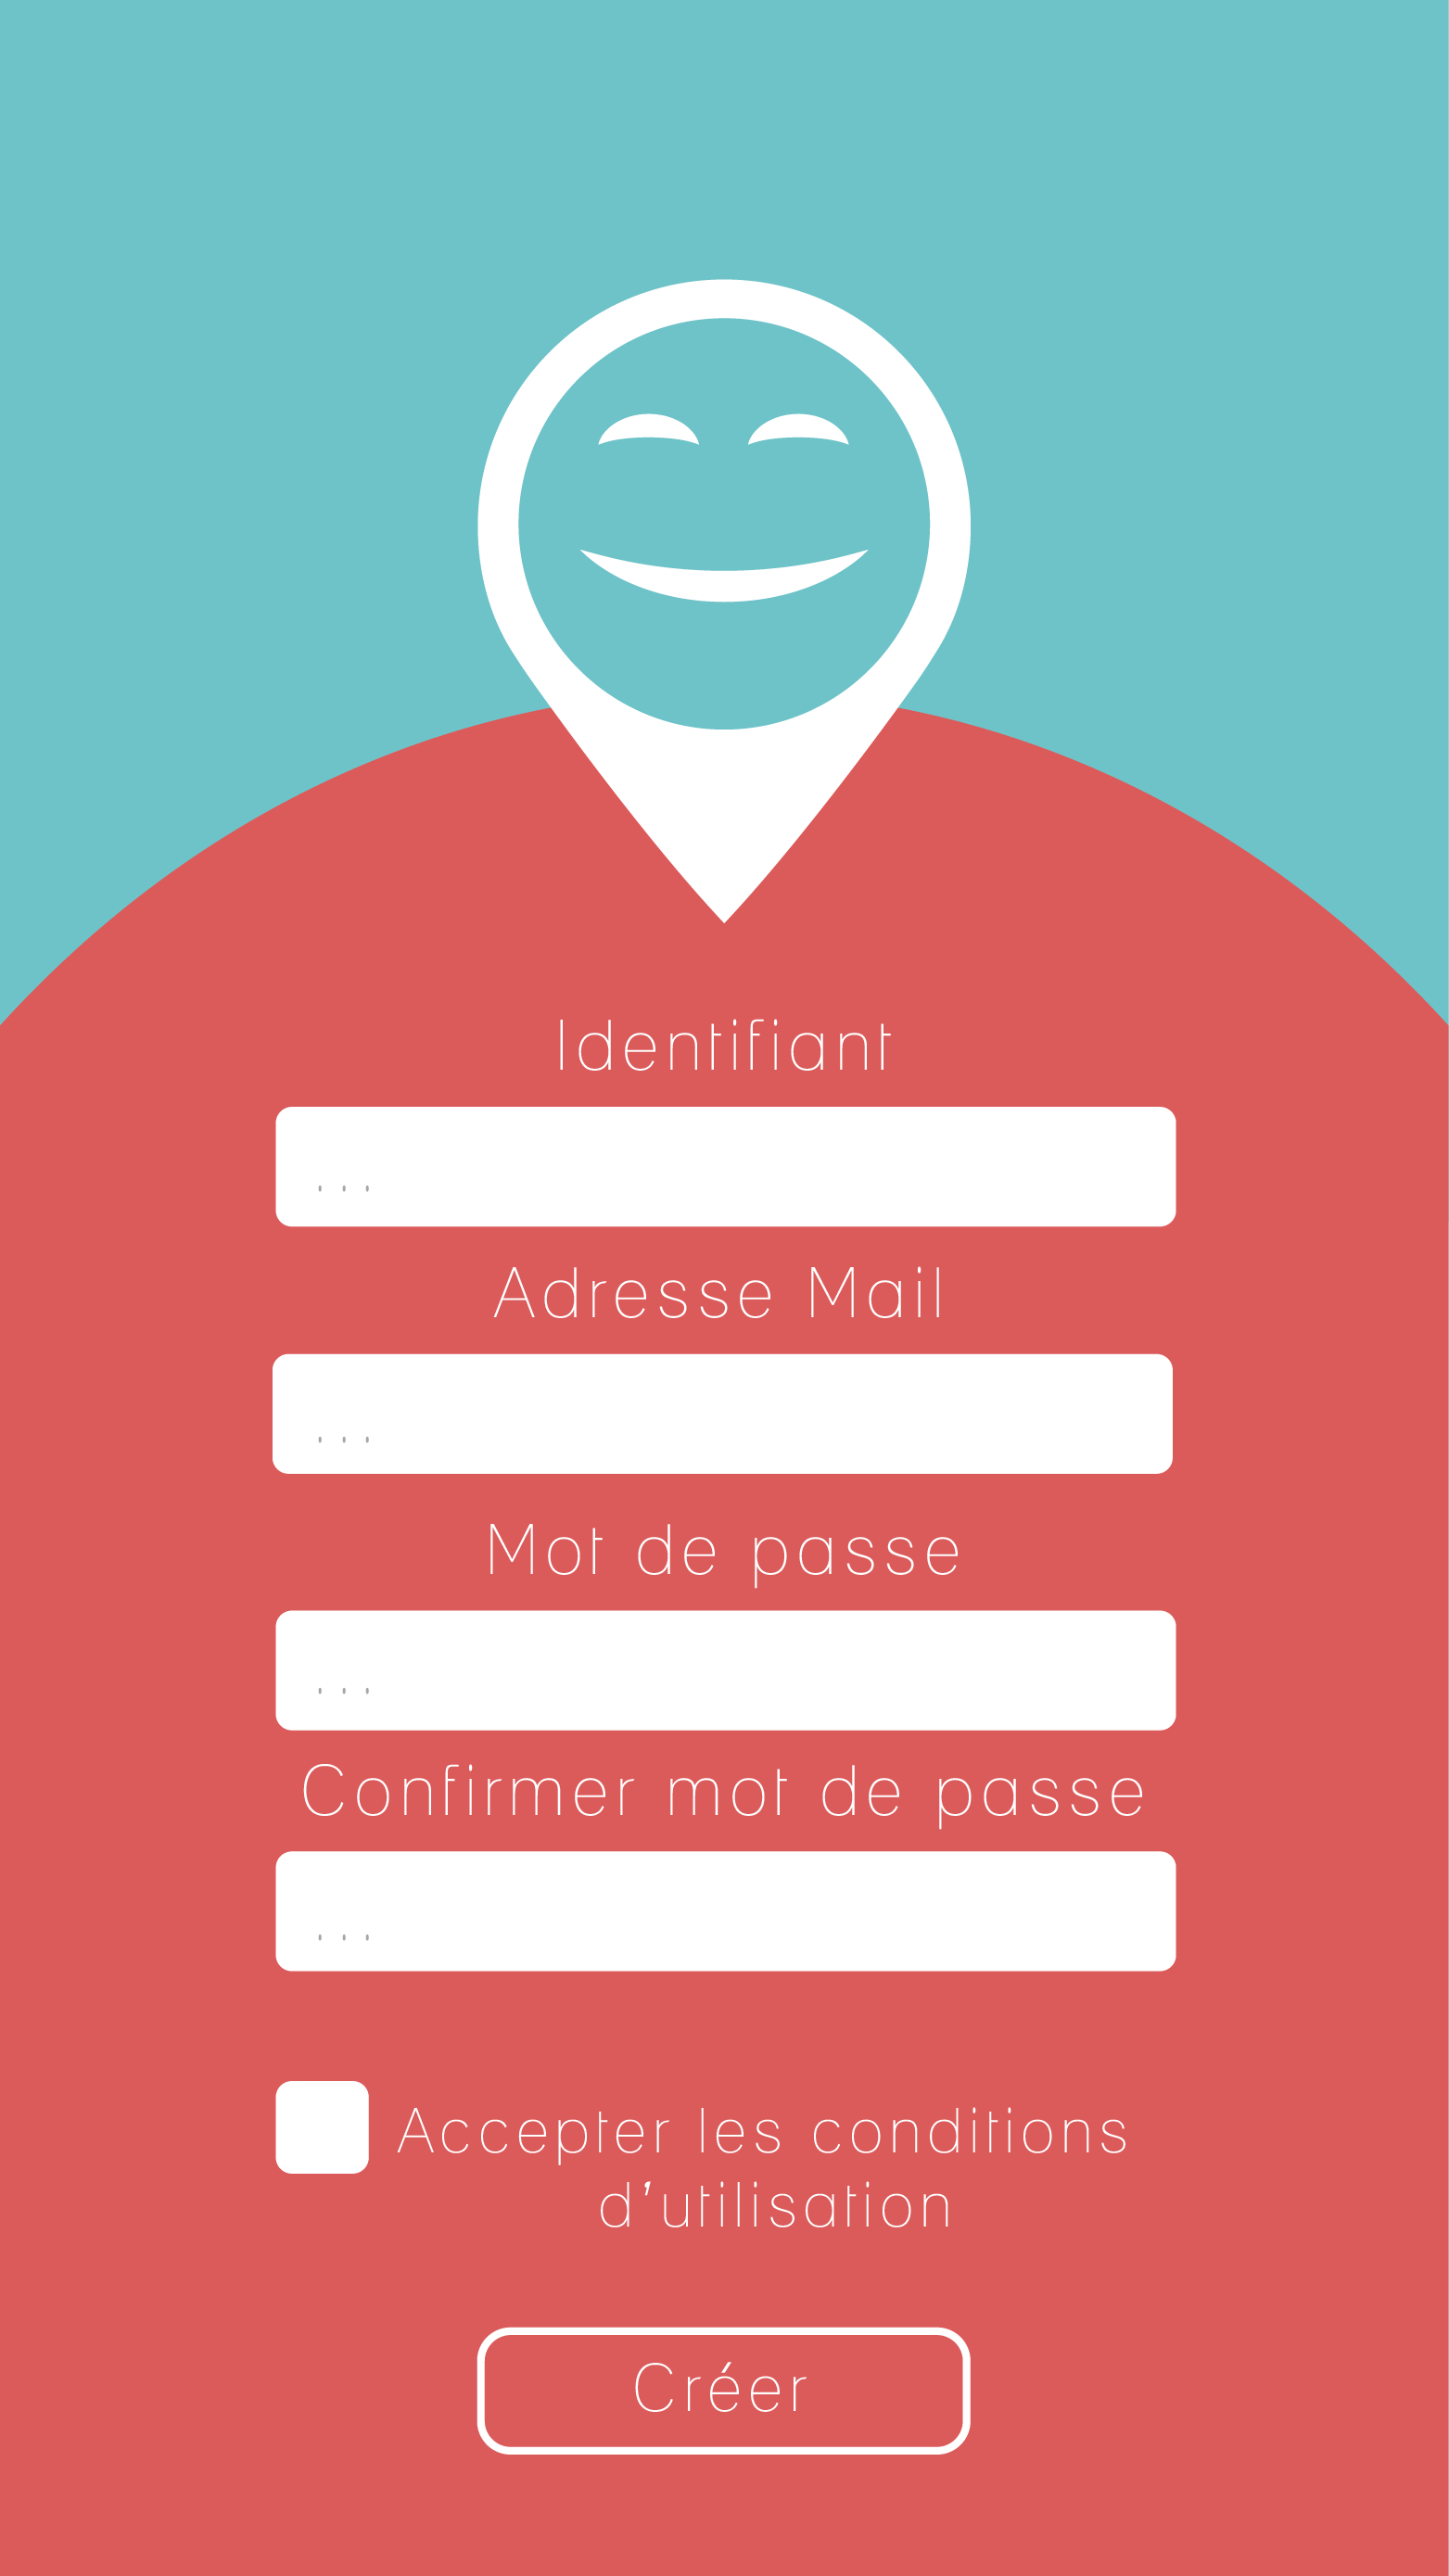 Identifiant
...
Adresse Mail
...
Mot de passe
...
Confirmer mot de passe
...
Accepter les conditions
d'utilisation
Créer